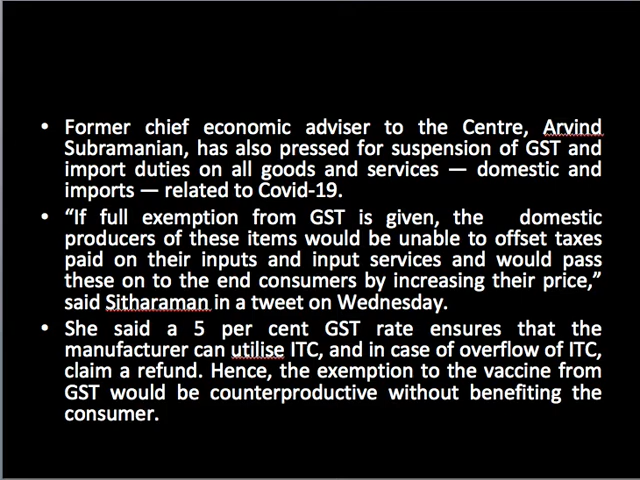 • Former chief economic adviser to the Centre, Arvind
Subramanian, has also pressed for suspension of GST and
import duties on all goods and services — domestic and
imports — related to Covid-19.
• “If full exemption from GST is given, the domestic
producers of these items would be unable to offset taxes
paid on their inputs and input services and would pass
these on to the end consumers by increasing their price,”
said Sitharaman in a tweet on Wednesday.
• She said a 5 per cent GST rate ensures that the
manufacturer can utilise ITC, and in case of overflow of ITC,
claim a refund. Hence, the exemption to the vaccine from
GST would be counterproductive without benefiting the
consumer.